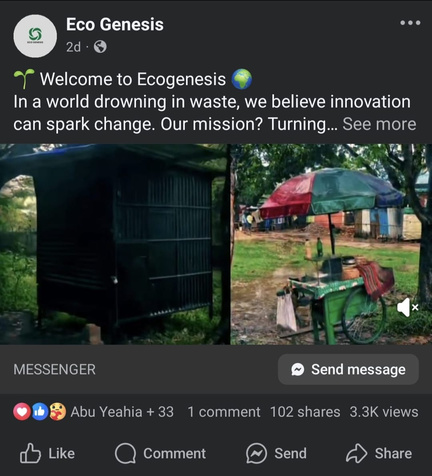 Eco Genesis
2d
🌱 Welcome to Ecogenesis 🌍
In a world drowning in waste, we believe innovation
can spark change. Our mission? Turning... See more
MESSENGER
Send message
Abu Yeahia + 33 1 comment 102 shares 3.3K views
Like Comment Send Share